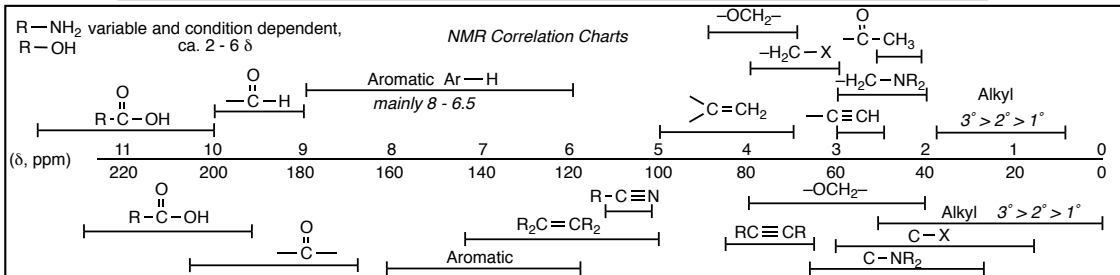 R–NH₂ variable and condition dependent,
R–OH ca. 2 - 6 δ
NMR Correlation Charts
–OCH₂–
O
–C–CH₃
–H₂C–X
O
–C–H
Aromatic Ar–H
mainly 8 - 6.5
–H₂C–NR₂
O
R–C–OH
=CH₂
–C≡CH
Alkyl
3° > 2° > 1°
(δ, ppm)
11 10 9 8 7 6 5 4 3 2 1 0
220 200 180 160 140 120 100 80 60 40 20 0
O
R–C–OH
R–C≡N
–OCH₂–
R₂C=CR₂
RC≡CR
Alkyl 3° > 2° > 1°
O
–C–
C–X
Aromatic
C–NR₂